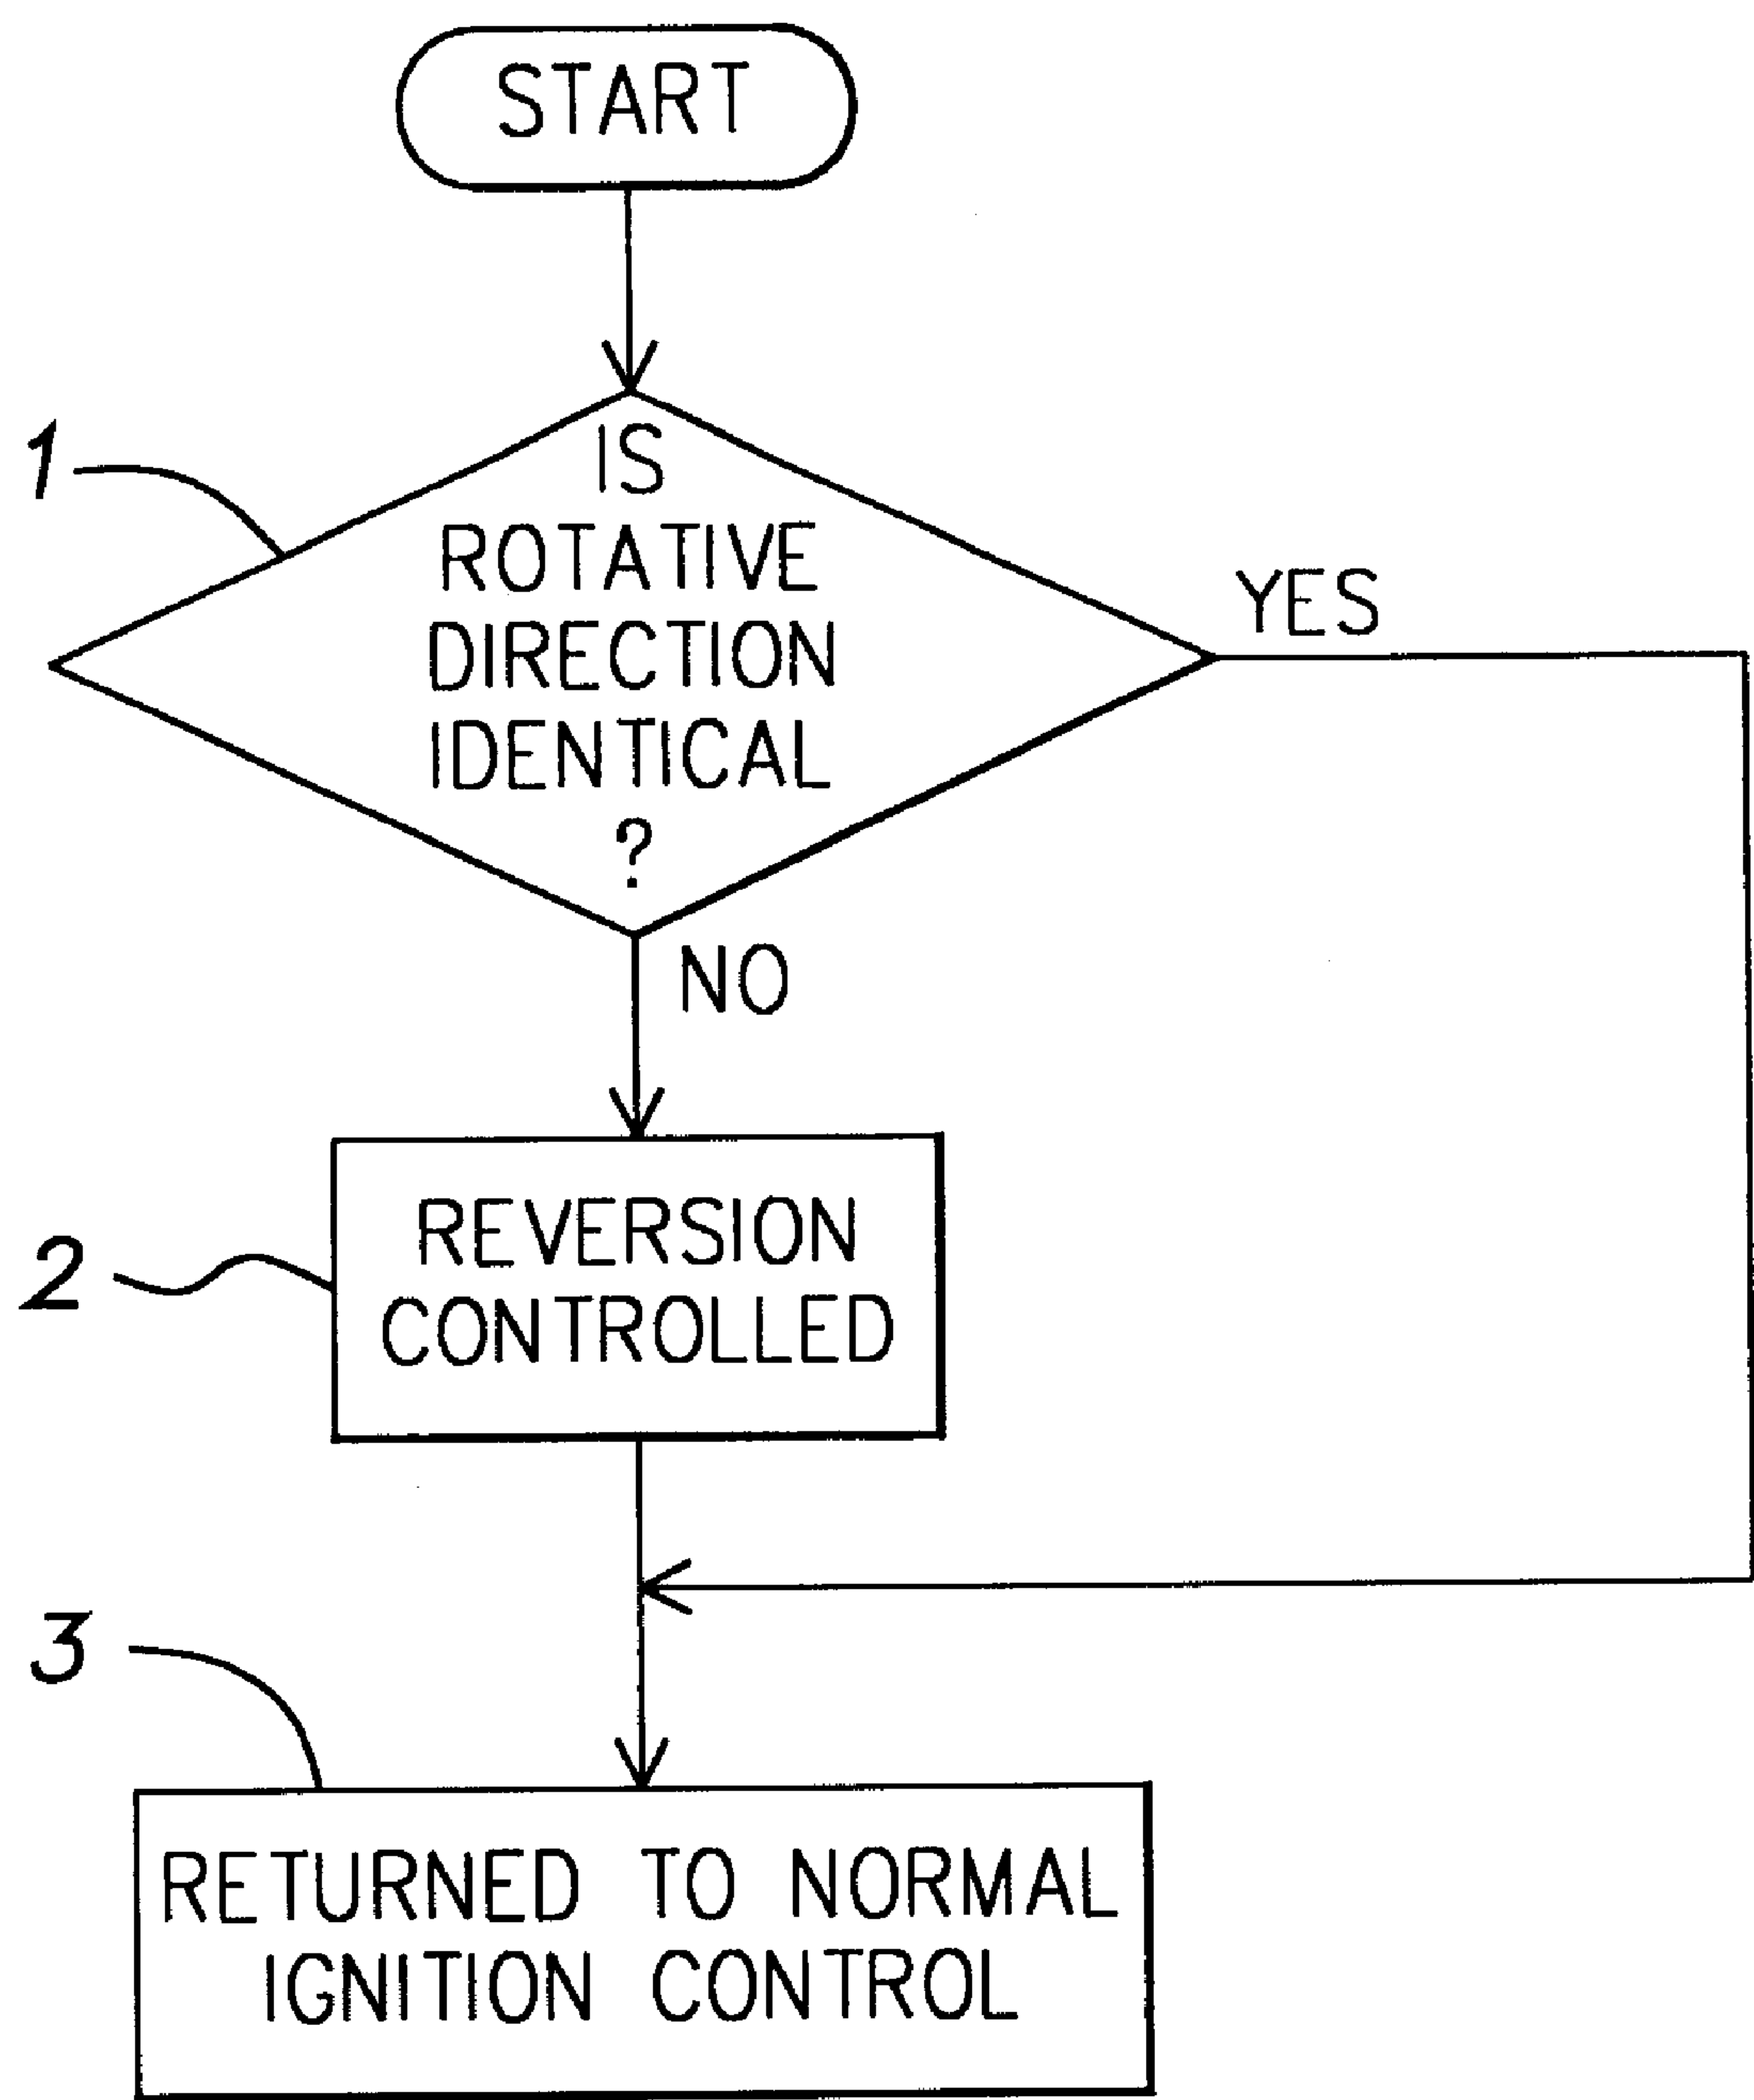 START
1
IS
ROTATIVE
DIRECTION
IDENTICAL
?
YES
NO
2
REVERSION
CONTROLLED
3
RETURNED TO NORMAL
IGNITION CONTROL